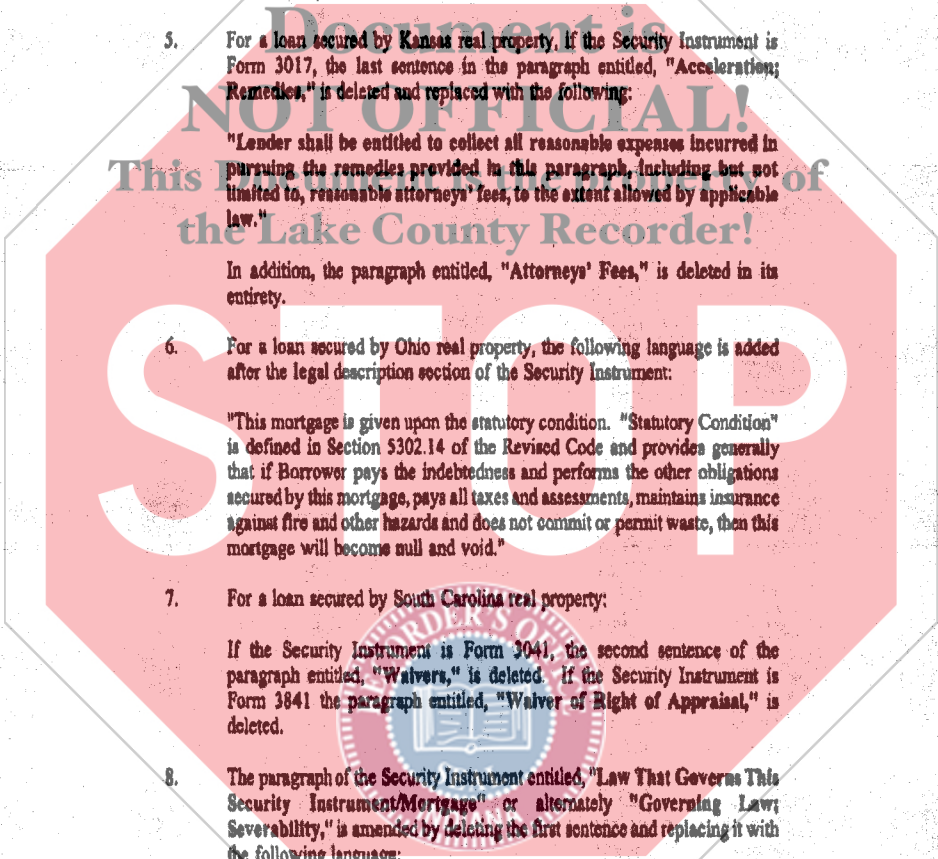 Document is
5. For a loan secured by Kansas real property, if the Security Instrument is
Form 3017, the last sentence in the paragraph entitled, "Acceleration;
Remedies," is deleted and replaced with the following:
NOT OFFICIAL!
"Lender shall be entitled to collect all reasonable expenses incurred in
pursuing the remedies provided in this paragraph, including but not
This Document is the property of
limited to, reasonable attorneys' fees, to the extent allowed by applicable
law."
the Lake County Recorder!
In addition, the paragraph entitled, "Attorneys' Fees," is deleted in its
entirety.
STOP
6. For a loan secured by Ohio real property, the following language is added
after the legal description section of the Security Instrument:
"This mortgage is given upon the statutory condition. "Statutory Condition"
is defined in Section 5302.14 of the Revised Code and provides generally
that if Borrower pays the indebtedness and performs the other obligations
secured by this mortgage, pays all taxes and assessments, maintains insurance
against fire and other hazards and does not commit or permit waste, then this
mortgage will become null and void."
7. For a loan secured by South Carolina real property:
RECORDER'S OFFICE
If the Security Instrument is Form 3041, the second sentence of the
paragraph entitled, "Waivers," is deleted. If the Security Instrument is
Form 3841 the paragraph entitled, "Waiver of Right of Appraisal," is
deleted.
8. The paragraph of the Security Instrument entitled, "Law That Governs This
Security Instrument/Mortgage" or alternately "Governing Law;
Severability," is amended by deleting the first sentence and replacing it with
the following language: